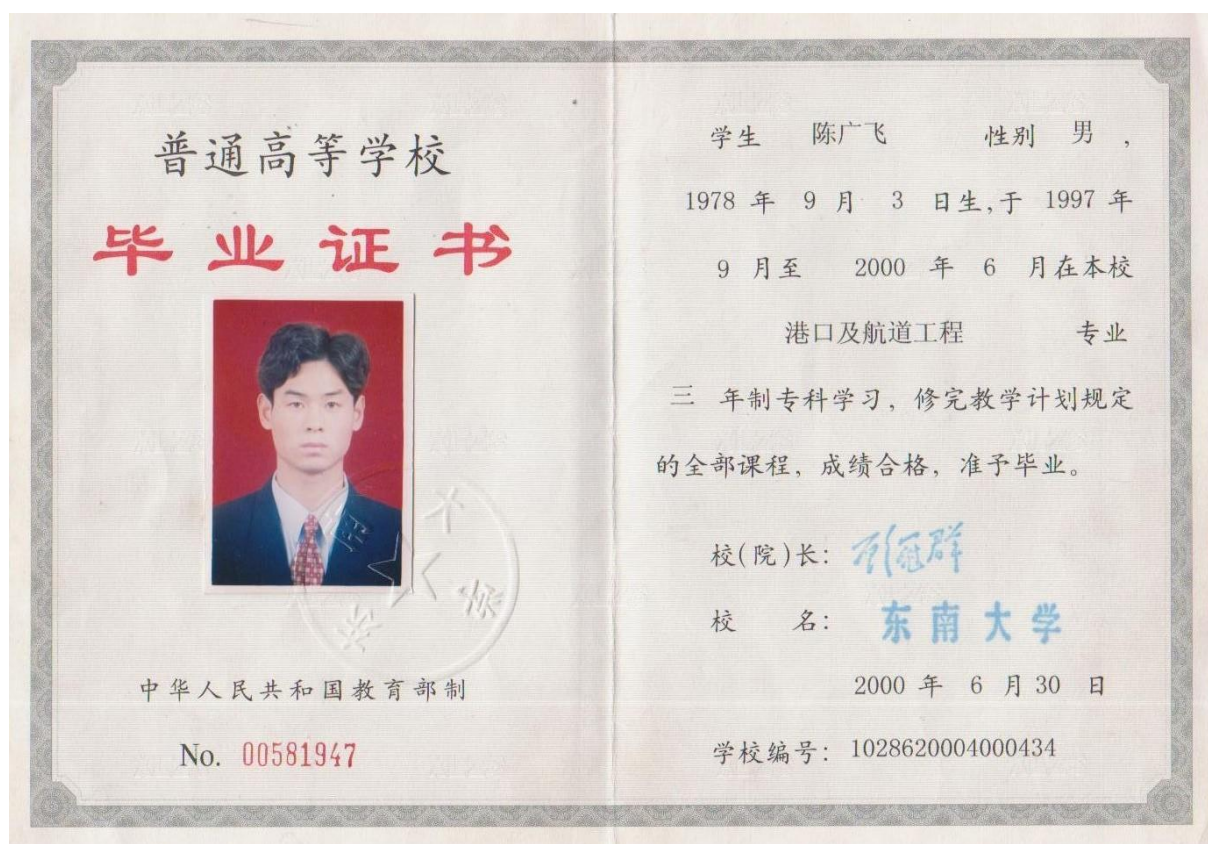 普通高等学校
毕业证书
中华人民共和国教育部制
No. 00581947
学生 陈广飞 性别 男，
1978 年 9 月 3 日生,于 1997 年
9 月至 2000 年 6 月在本校
港口及航道工程 专业
三 年制专科学习，修完教学计划规定
的全部课程，成绩合格，准予毕业。
校(院)长：
校 名： 东南大学
2000 年 6 月 30 日
学校编号： 1028620004000434